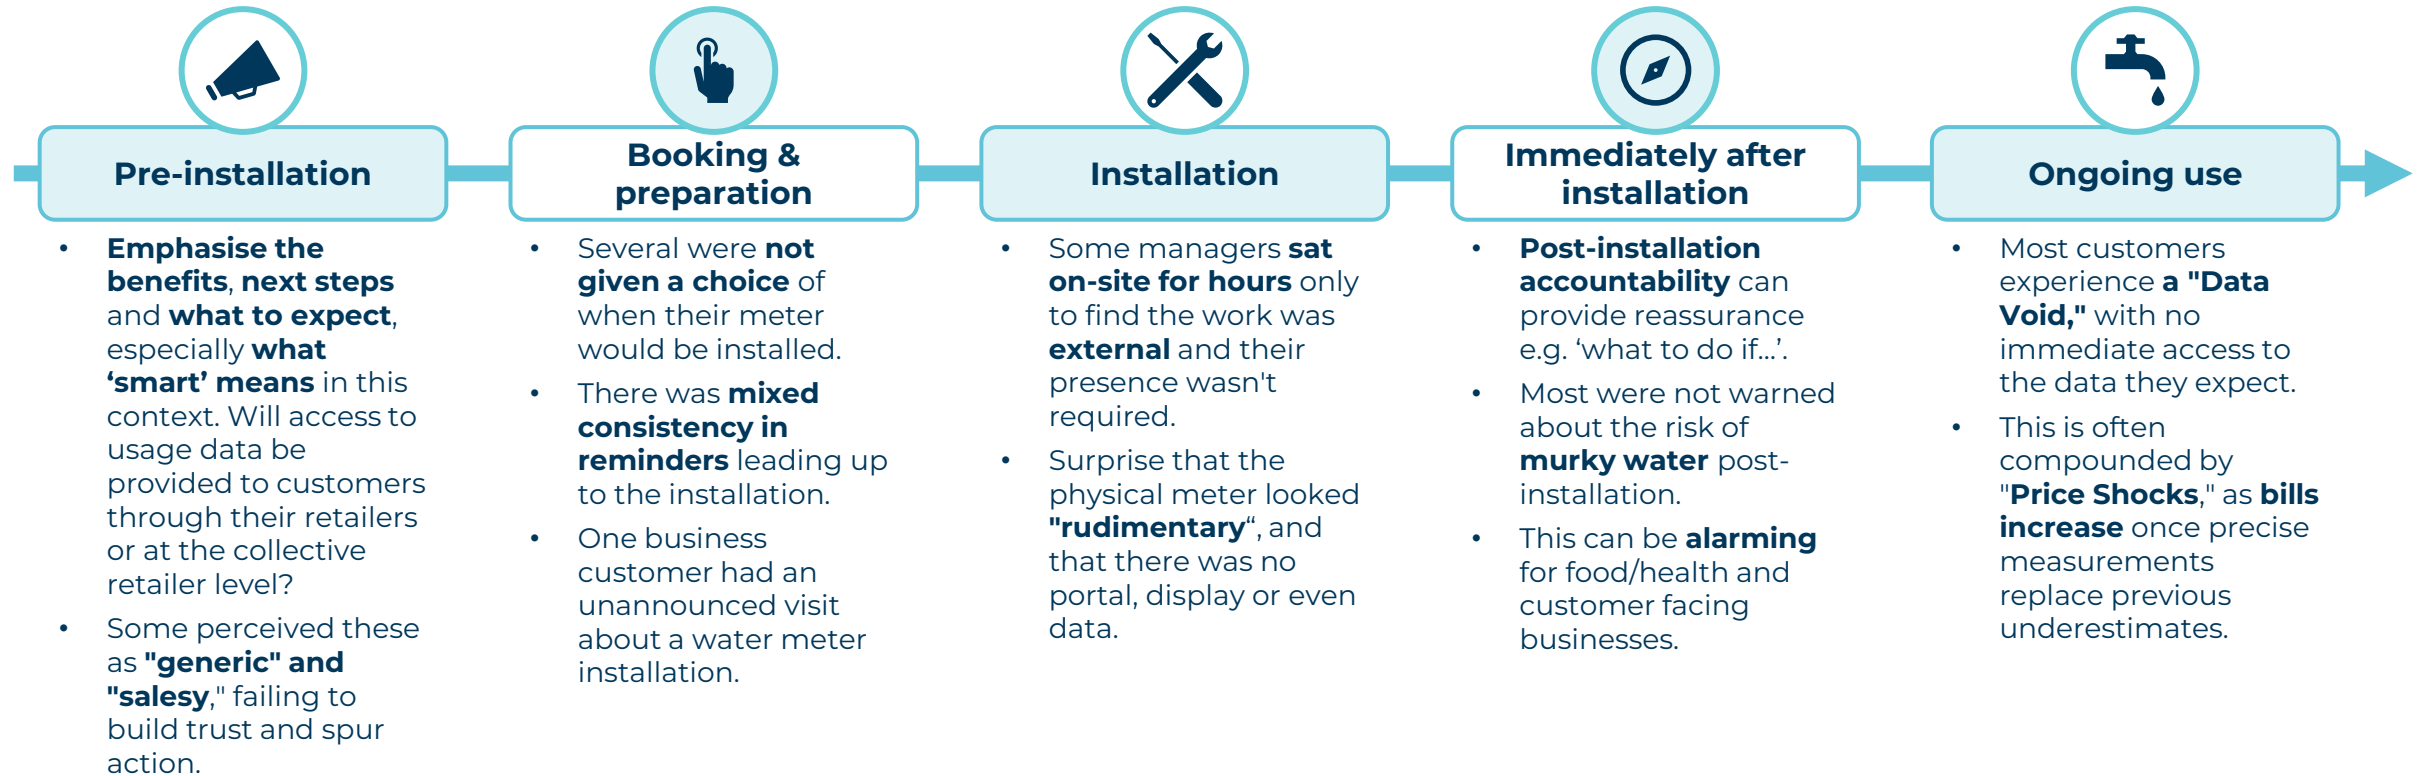 Pre-installation
• Emphasise the
benefits, next steps
and what to expect,
especially what
‘smart’ means in this
context. Will access to
usage data be
provided to customers
through their retailers
or at the collective
retailer level?
• Some perceived these
as "generic" and
"salesy," failing to
build trust and spur
action.
Booking &
preparation
• Several were not
given a choice of
when their meter
would be installed.
• There was mixed
consistency in
reminders leading up
to the installation.
• One business
customer had an
unannounced visit
about a water meter
installation.
Installation
• Some managers sat
on-site for hours only
to find the work was
external and their
presence wasn't
required.
• Surprise that the
physical meter looked
"rudimentary“, and
that there was no
portal, display or even
data.
Immediately after
installation
• Post-installation
accountability can
provide reassurance
e.g. ‘what to do if…’.
• Most were not warned
about the risk of
murky water post-
installation.
• This can be alarming
for food/health and
customer facing
businesses.
Ongoing use
• Most customers
experience a "Data
Void," with no
immediate access to
the data they expect.
• This is often
compounded by
"Price Shocks," as bills
increase once precise
measurements
replace previous
underestimates.